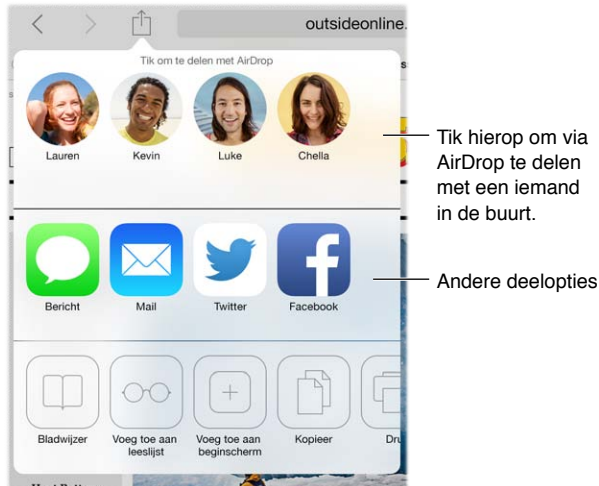 outsideonline.
Tik om te delen met AirDrop
Lauren Kevin Luke Chella
Tik hierop om via
AirDrop te delen
met een iemand
in de buurt.
Bericht Mail Twitter Facebook
Andere deelopties
Bladwijzer Voeg toe aan
leeslijst Voeg toe aan
beginscherm Kopieer Dru